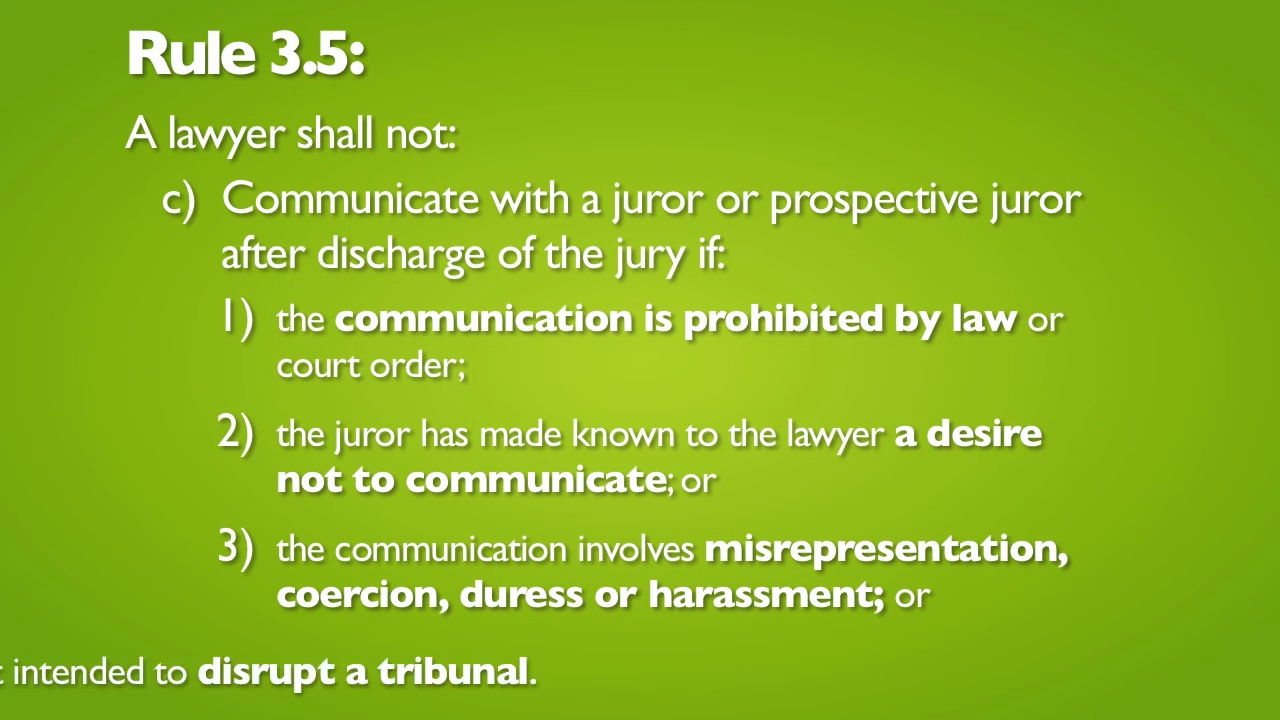 Rule 3.5:
A lawyer shall not:
c) Communicate with a juror or prospective juror
after discharge of the jury if:
1) the communication is prohibited by law or
court order;
2) the juror has made known to the lawyer a desire
not to communicate; or
3) the communication involves misrepresentation,
coercion, duress or harassment; or
intended to disrupt a tribunal.